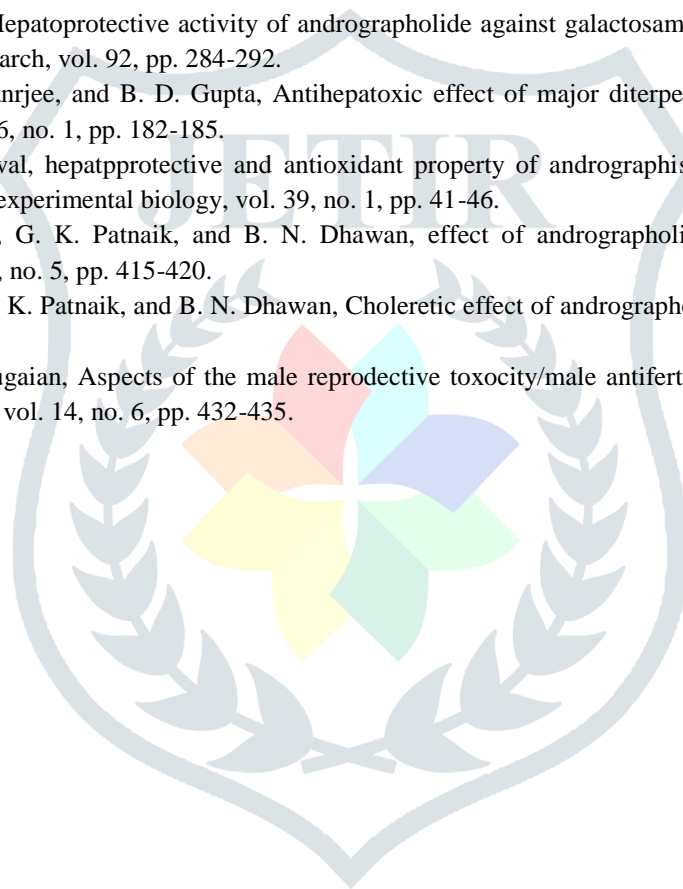 Hepatoprotective activity of andrographolide against galactosam
arch, vol. 92, pp. 284-292.
anrjee, and B. D. Gupta, Antihepatoxic effect of major diterpe
6, no. 1, pp. 182-185.
val, hepatpprotective and antioxidant property of andrographis
experimental biology, vol. 39, no. 1, pp. 41-46.
, G. K. Patnaik, and B. N. Dhawan, effect of andrographoli
, no. 5, pp. 415-420.
K. Patnaik, and B. N. Dhawan, Choleretic effect of andrographo
ugaian, Aspects of the male reprodective toxocity/male antifert
vol. 14, no. 6, pp. 432-435.
JETIR